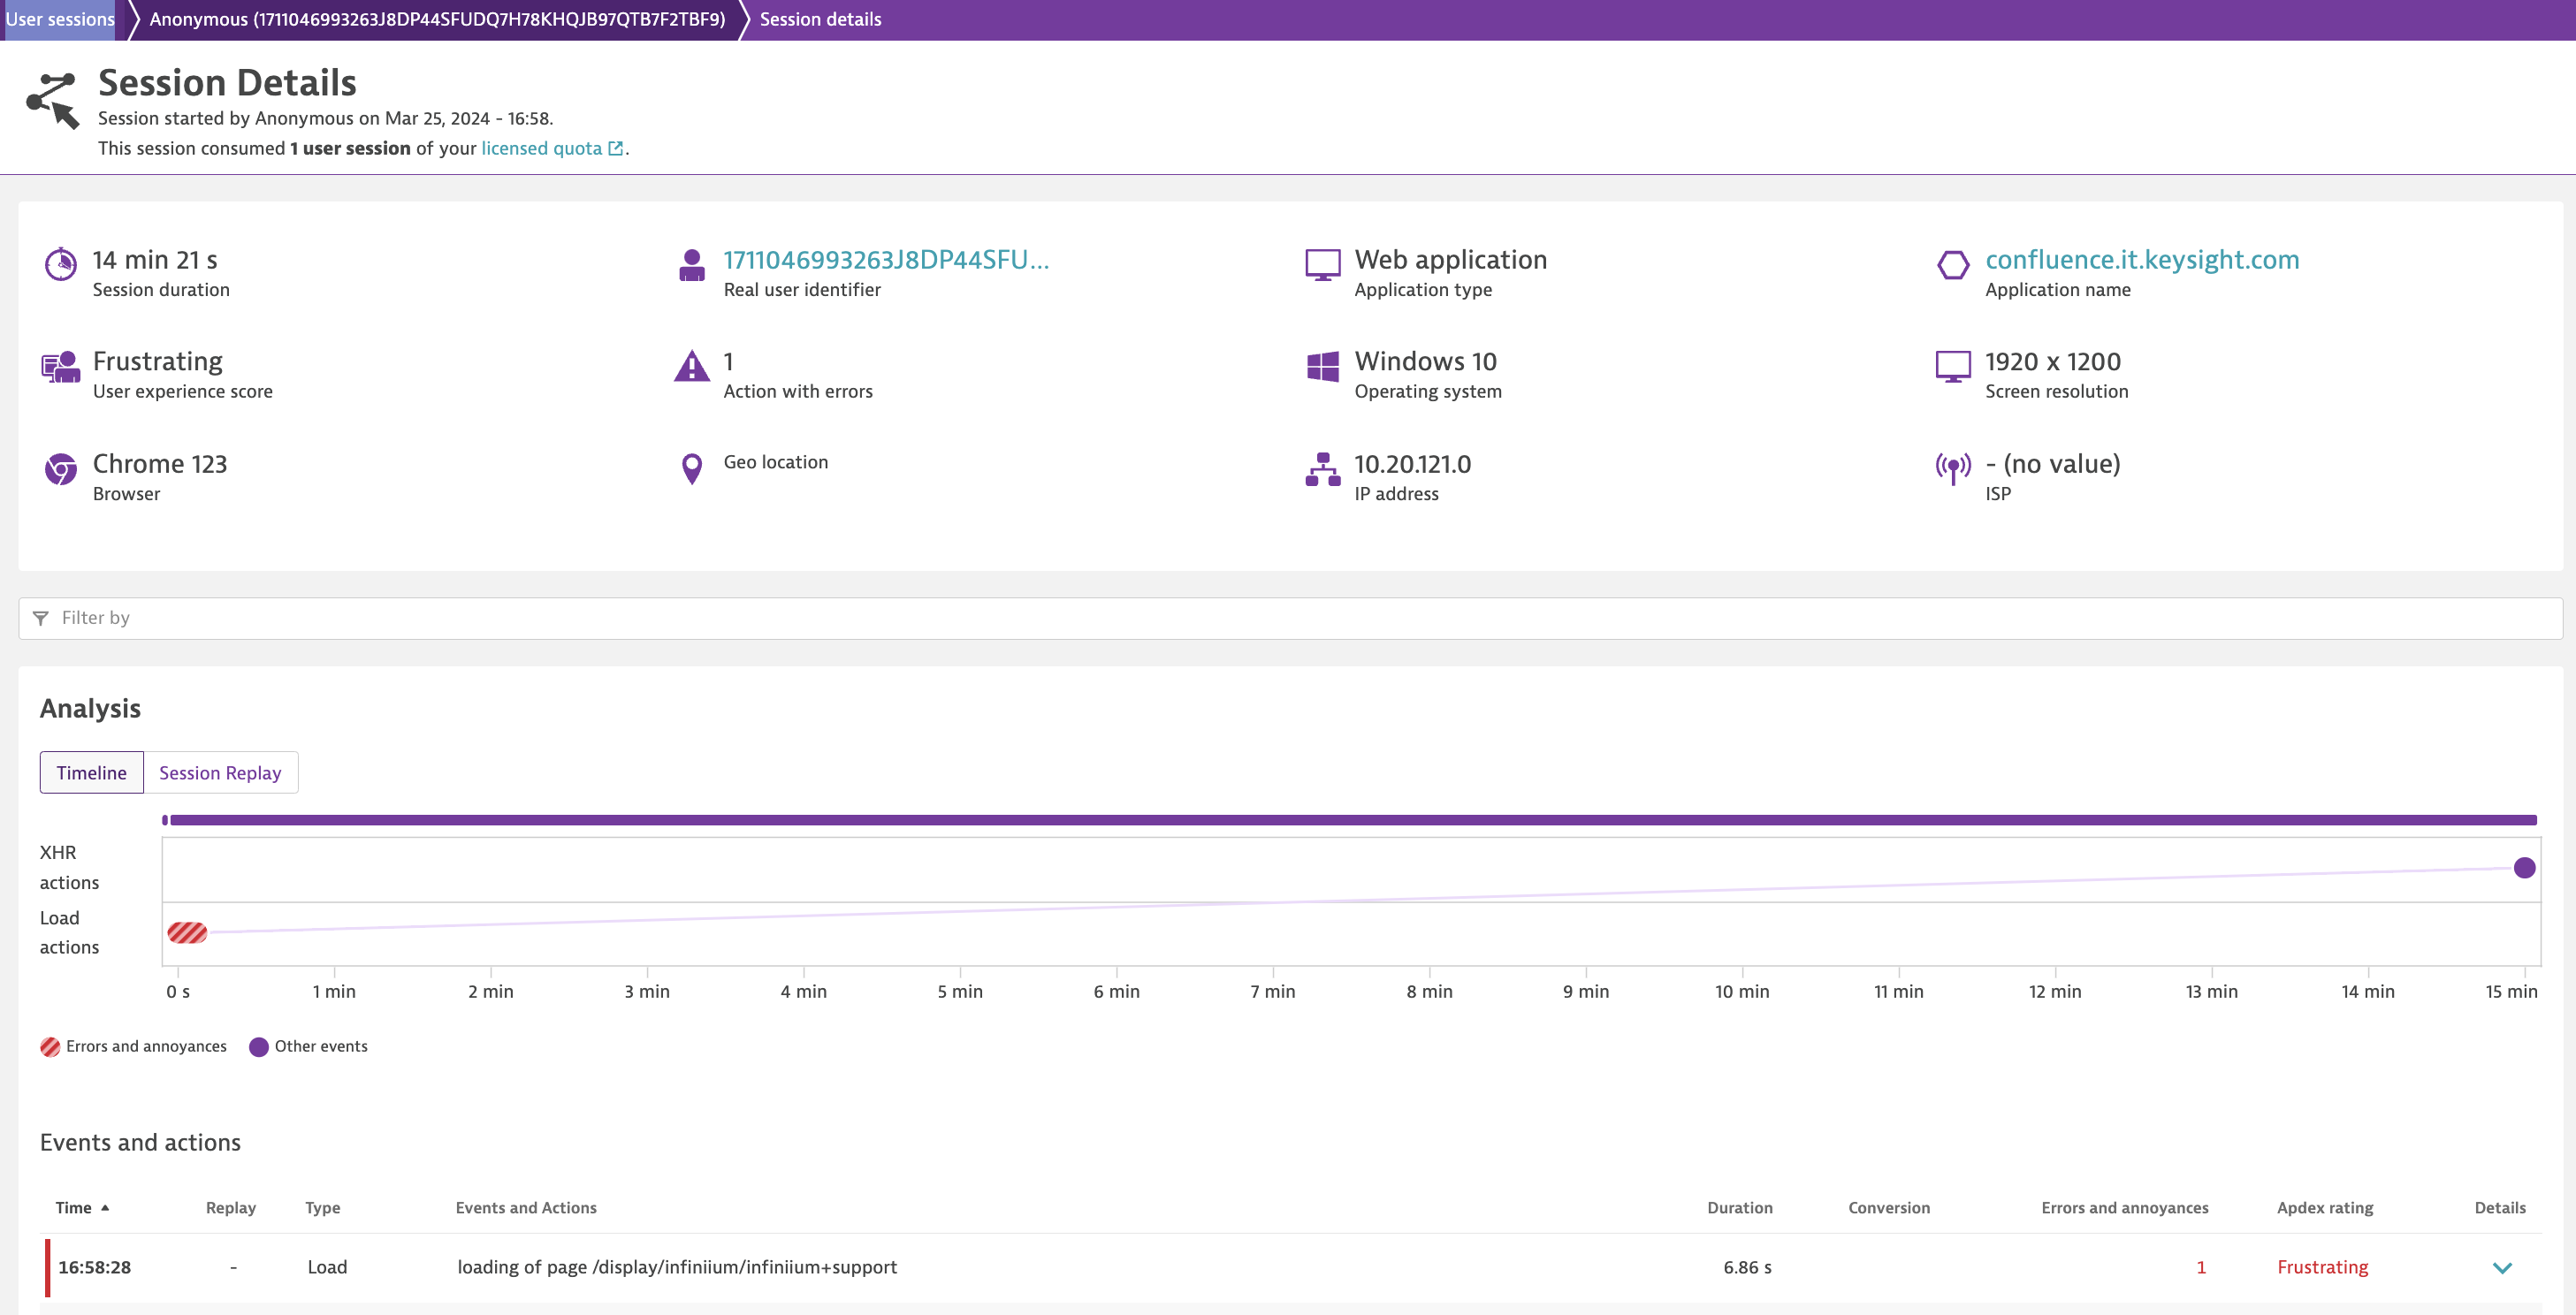 User sessions
Anonymous (1711046993263J8DP44SFUDQ7H78KHQJB97QTB7F2TBF9)
Session details
Session Details
Session started by Anonymous on Mar 25, 2024 - 16:58.
This session consumed 1 user session of your licensed quota.
14 min 21 s
Session duration
1711046993263J8DP44SFU...
Real user identifier
Web application
Application type
confluence.it.keysight.com
Application name
Frustrating
User experience score
1
Action with errors
Windows 10
Operating system
1920 x 1200
Screen resolution
Chrome 123
Browser
Geo location
10.20.121.0
IP address
- (no value)
ISP
Filter by
Analysis
Timeline
Session Replay
XHR
actions
Load
actions
0 s 1 min 2 min 3 min 4 min 5 min 6 min 7 min 8 min 9 min 10 min 11 min 12 min 13 min 14 min 15 min
Errors and annoyances
Other events
Events and actions
Time Replay Type Events and Actions Duration Conversion Errors and annoyances Apdex rating Details
16:58:28 - Load loading of page /display/infiniium/infiniium+support 6.86 s 1 Frustrating